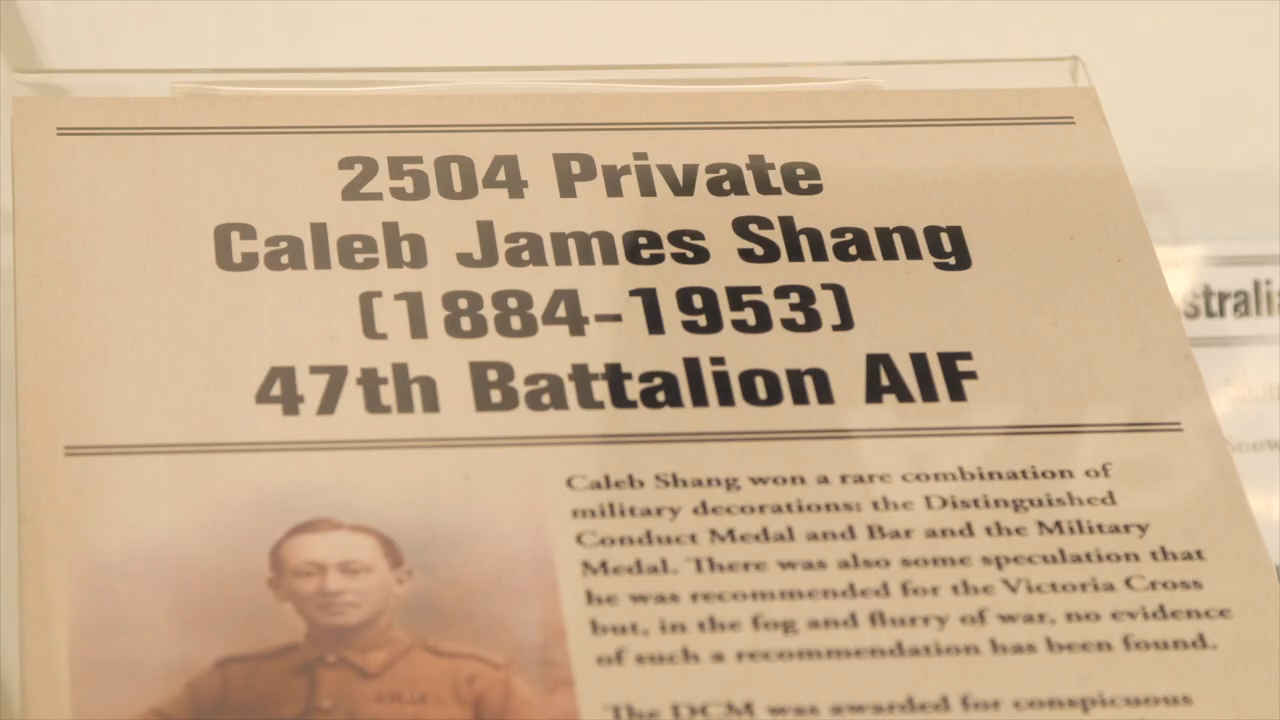 2504 Private
Caleb James Shang
(1884-1953)
47th Battalion AIF
Caleb Shang won a rare combination of
military decorations: the Distinguished
Conduct Medal and Bar and the Military
Medal. There was also some speculation that
he was recommended for the Victoria Cross
but, in the fog and flurry of war, no evidence
of such a recommendation has been found.
The DCM was awarded for conspicuous